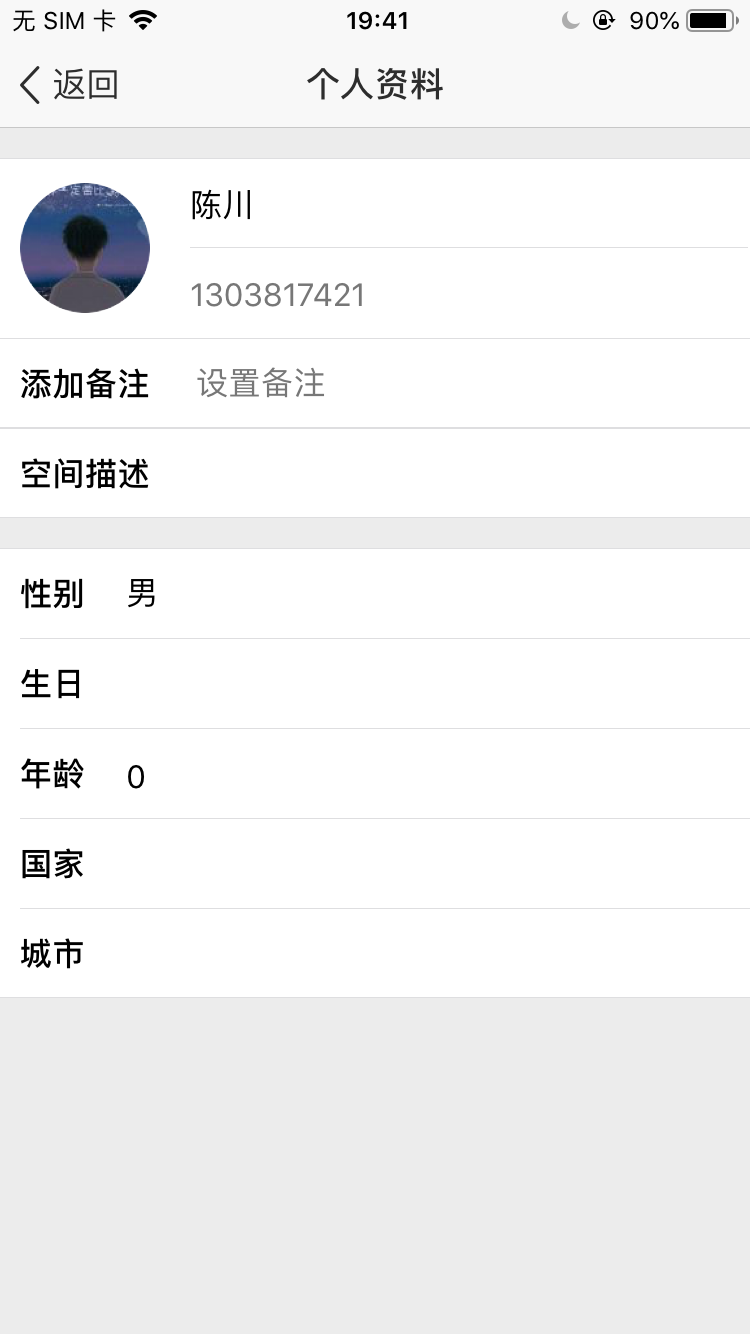 无 SIM 卡 19:41 90%
返回 个人资料
陈川
1303817421
添加备注 设置备注
空间描述
性别 男
生日
年龄 0
国家
城市